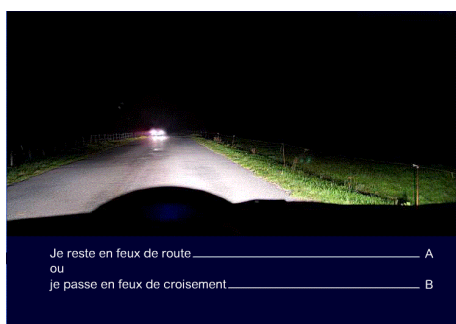 Je reste en feux de route A
ou
je passe en feux de croisement B